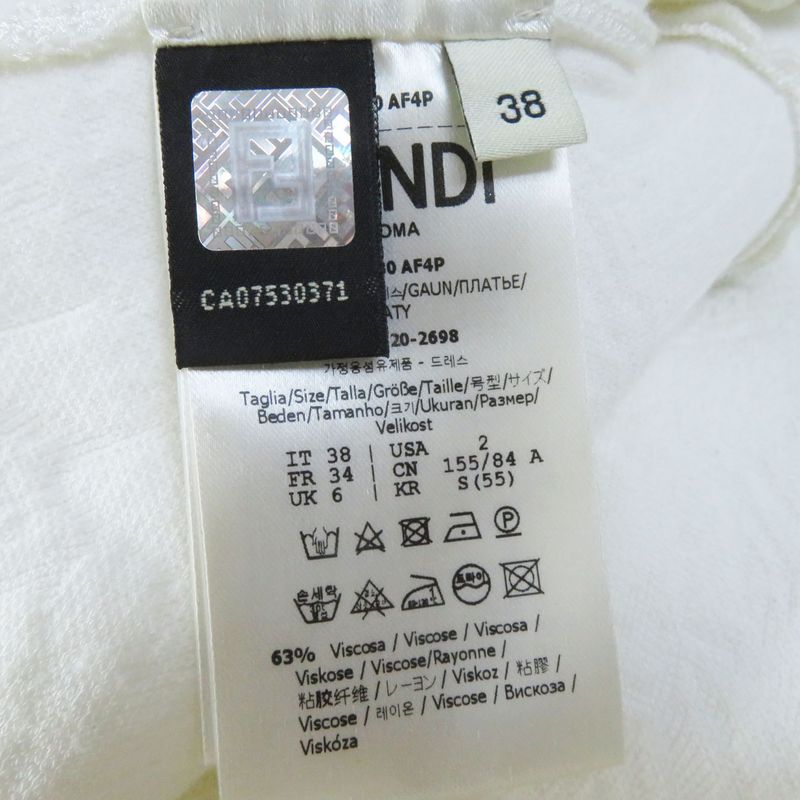 0 AF4P
38
NDI
OMA
CA07530371
0 AF4P
스/GAUN/ПЛАТЬЕ/
ATY
20-2698
가정용섬유제품 - 드레스
Taglia/Size/Talla/Größe/Taille/号型/サイズ/
Beden/Tamanho/크기/Ukuran/Размер/
Velikost
IT 38 | USA 2
FR 34 | CN 155/84 A
UK 6 | KR S(55)
P
손세탁
드라이
63% Viscosa / Viscose / Viscosa /
Viskose / Viscose/Rayonne /
粘胶纤维 / レーヨン / Viskoz / 粘膠 /
Viscose / 레이온 / Viscose / Вискоза /
Viskóza